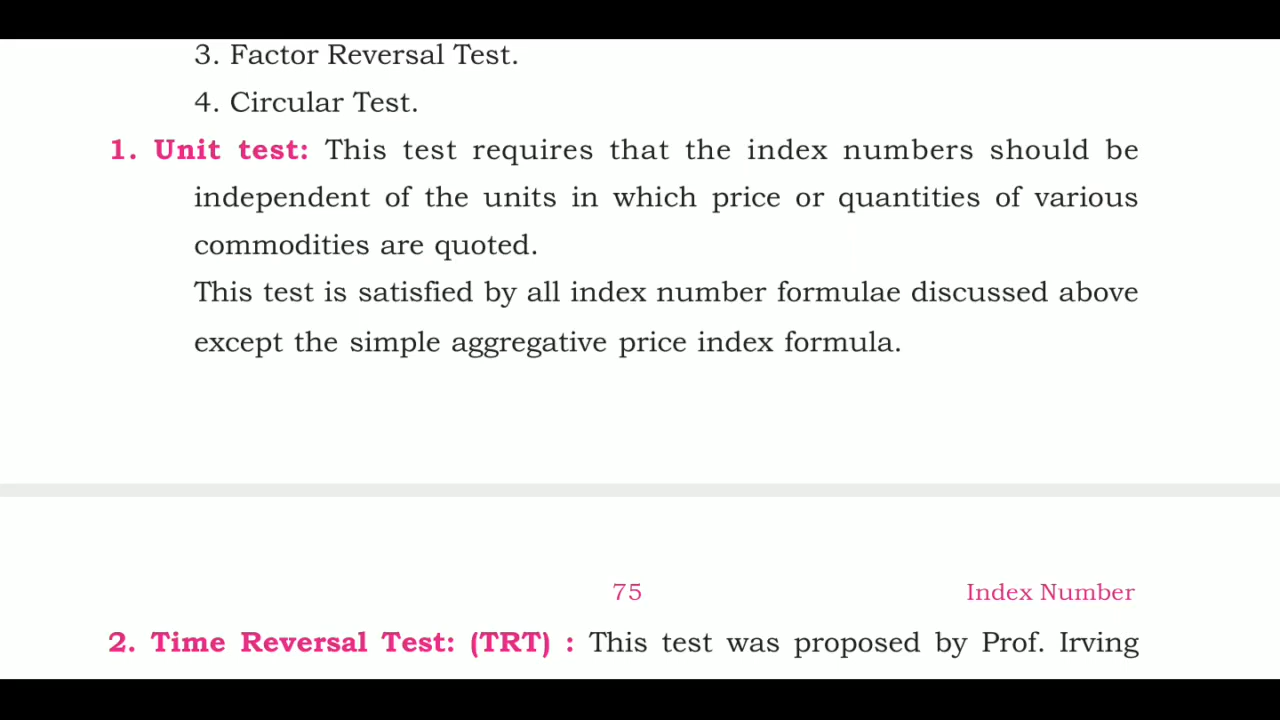 3. Factor Reversal Test.
4. Circular Test.
1. Unit test: This test requires that the index numbers should be
independent of the units in which price or quantities of various
commodities are quoted.
This test is satisfied by all index number formulae discussed above
except the simple aggregative price index formula.
75 Index Number
2. Time Reversal Test: (TRT) : This test was proposed by Prof. Irving